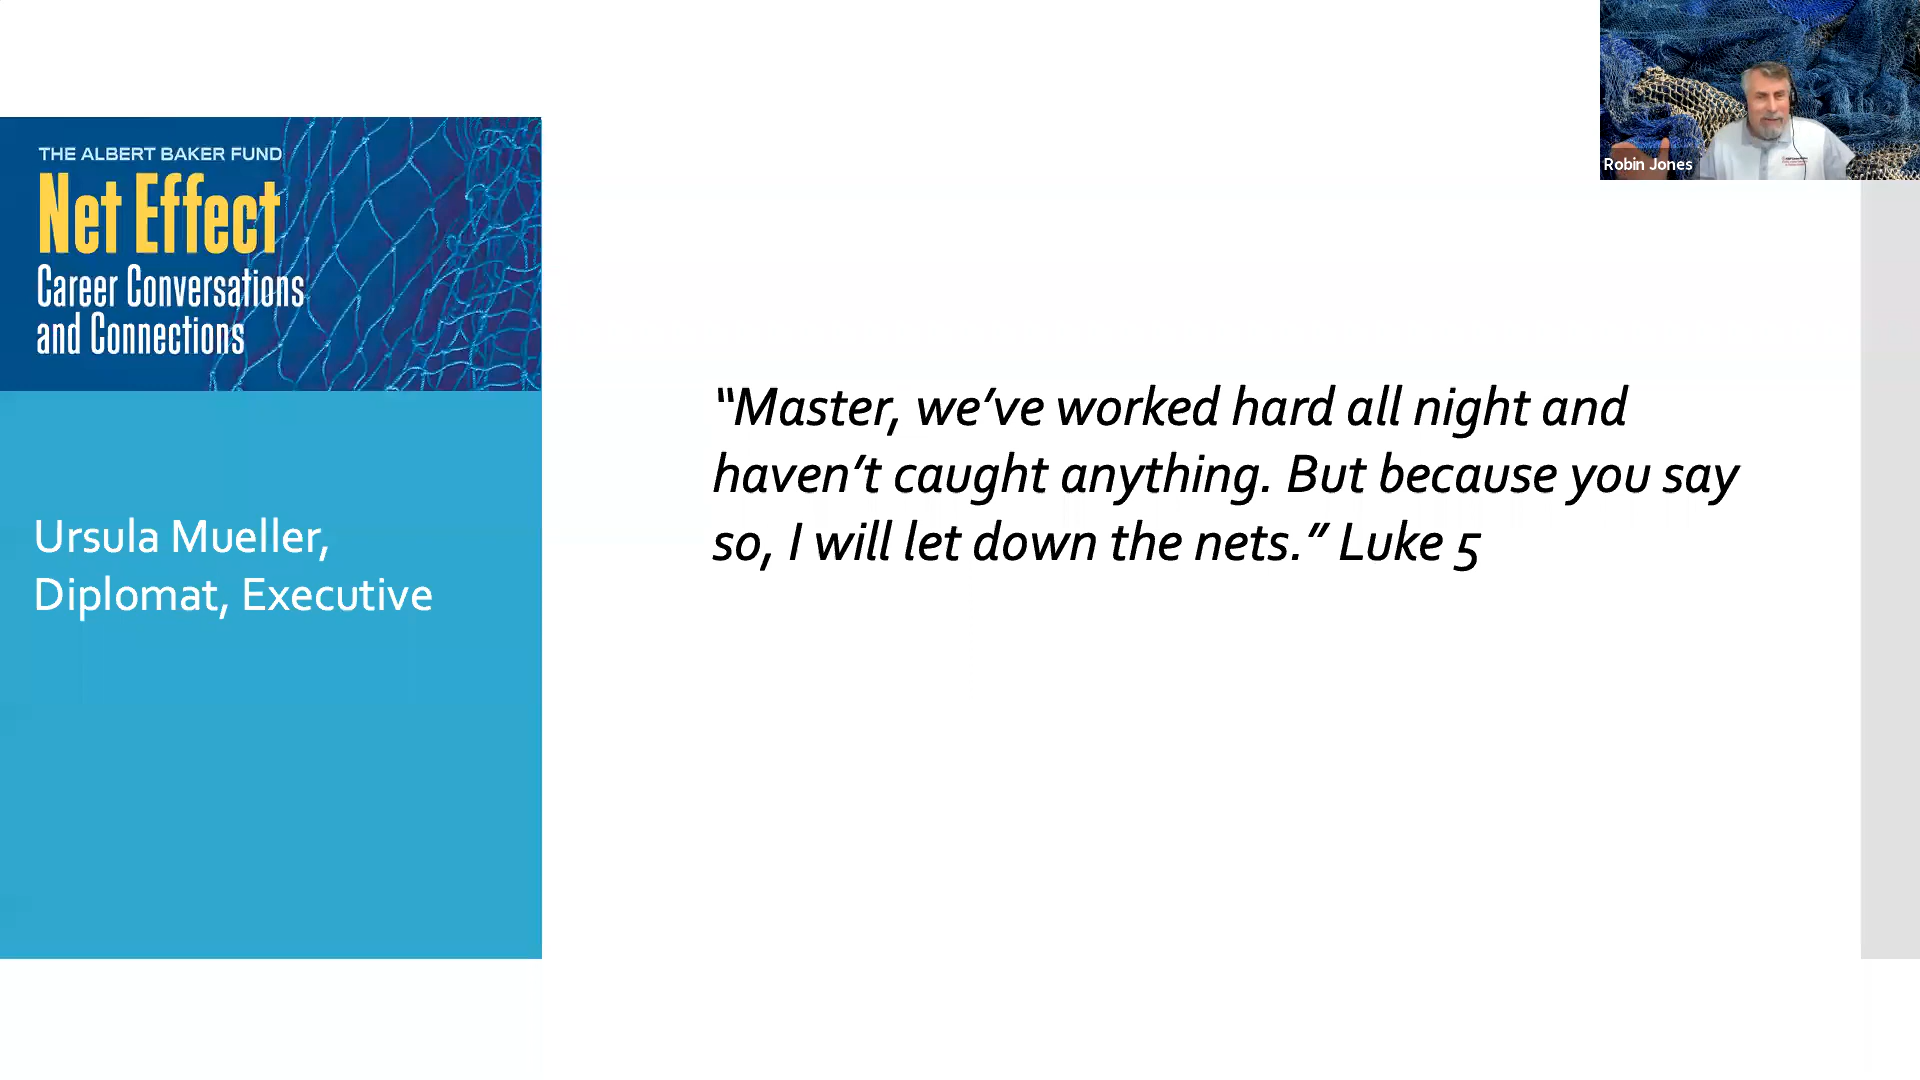 THE ALBERT BAKER FUND
Net Effect
Career Conversations
and Connections
Ursula Mueller,
Diplomat, Executive
“Master, we’ve worked hard all night and
haven’t caught anything. But because you say
so, I will let down the nets.” Luke 5
Robin Jones